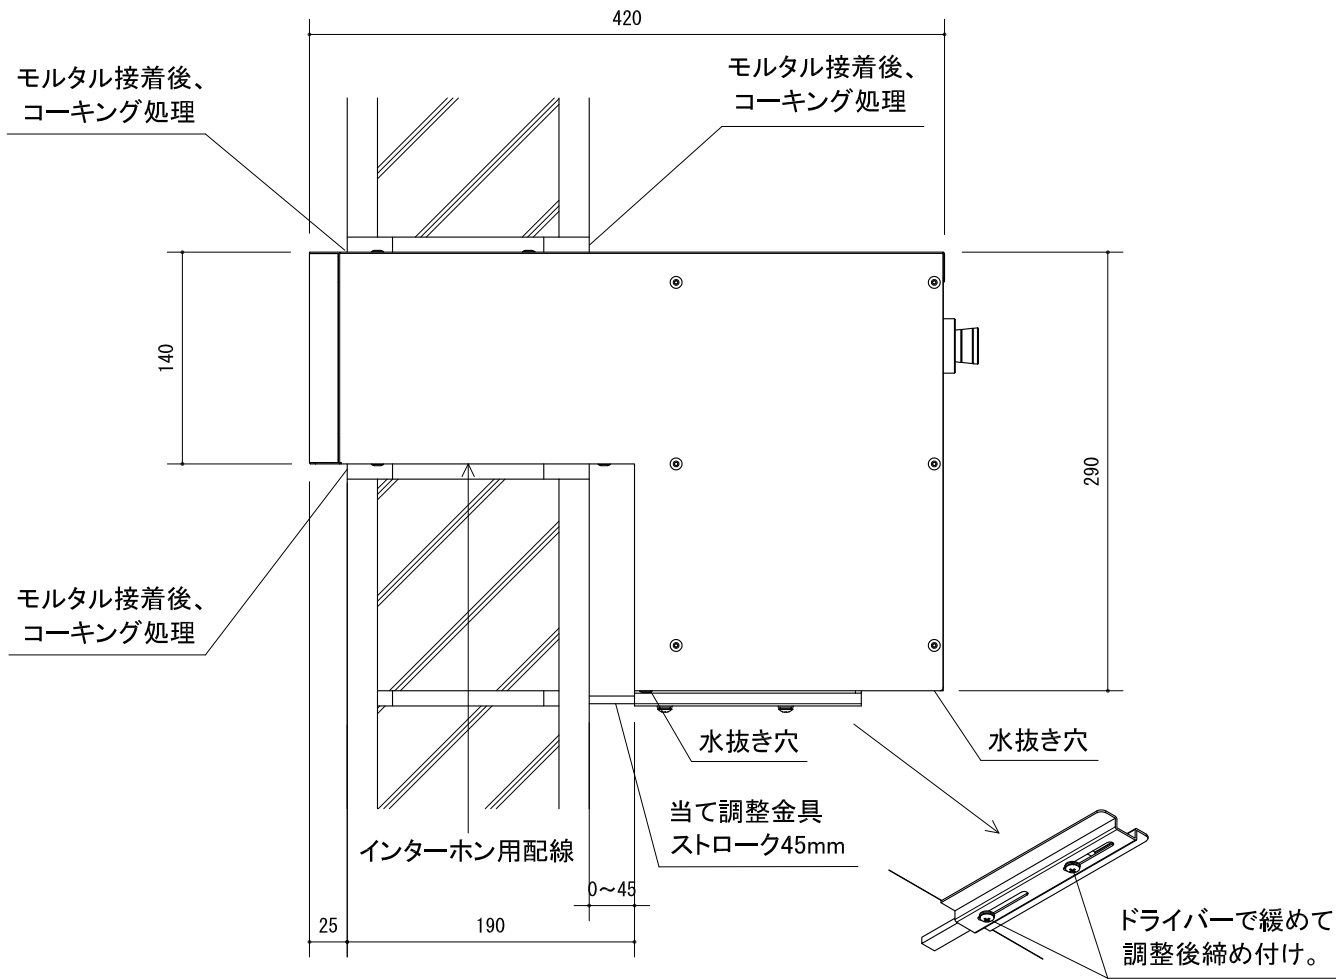 420
モルタル接着後、
コーキング処理
モルタル接着後、
コーキング処理
140
290
モルタル接着後、
コーキング処理
水抜き穴
水抜き穴
当て調整金具
ストローク45mm
インターホン用配線
0～45
25
190
ドライバーで緩めて
調整後締め付け。